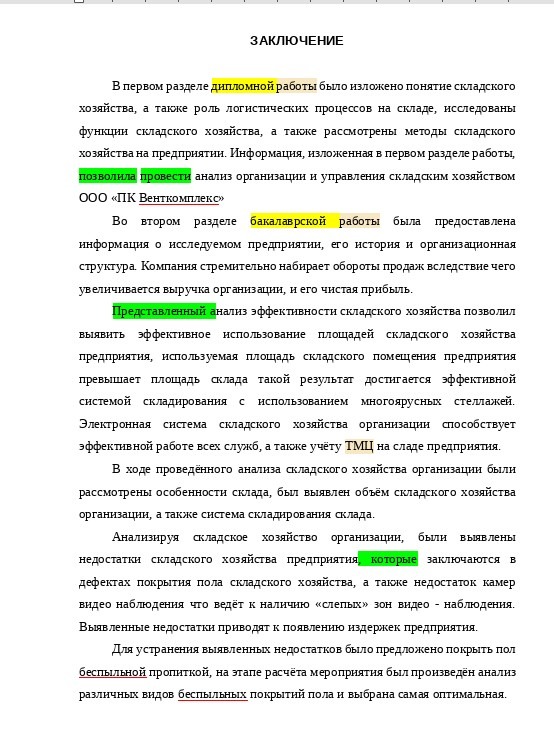 ЗАКЛЮЧЕНИЕ
В первом разделе дипломной работы было изложено понятие складского
хозяйства, а также роль логистических процессов на складе, исследованы
функции складского хозяйства, а также рассмотрены методы складского
хозяйства на предприятии. Информация, изложенная в первом разделе работы,
позволила провести анализ организации и управления складским хозяйством
ООО «ПК Венткомплекс»
Во втором разделе бакалаврской работы была предоставлена
информация о исследуемом предприятии, его история и организационная
структура. Компания стремительно набирает обороты продаж вследствие чего
увеличивается выручка организации, и его чистая прибыль.
Представленный анализ эффективности складского хозяйства позволил
выявить эффективное использование площадей складского хозяйства
предприятия, используемая площадь складского помещения предприятия
превышает площадь склада такой результат достигается эффективной
системой складирования с использованием многоярусных стеллажей.
Электронная система складского хозяйства организации способствует
эффективной работе всех служб, а также учёту ТМЦ на сладе предприятия.
В ходе проведённого анализа складского хозяйства организации были
рассмотрены особенности склада, был выявлен объём складского хозяйства
организации, а также система складирования склада.
Анализируя складское хозяйство организации, были выявлены
недостатки складского хозяйства предприятия, которые заключаются в
дефектах покрытия пола складского хозяйства, а также недостаток камер
видео наблюдения что ведёт к наличию «слепых» зон видео - наблюдения.
Выявленные недостатки приводят к появлению издержек предприятия.
Для устранения выявленных недостатков было предложено покрыть пол
беспыльной пропиткой, на этапе расчёта мероприятия был произведён анализ
различных видов беспыльных покрытий пола и выбрана самая оптимальная.